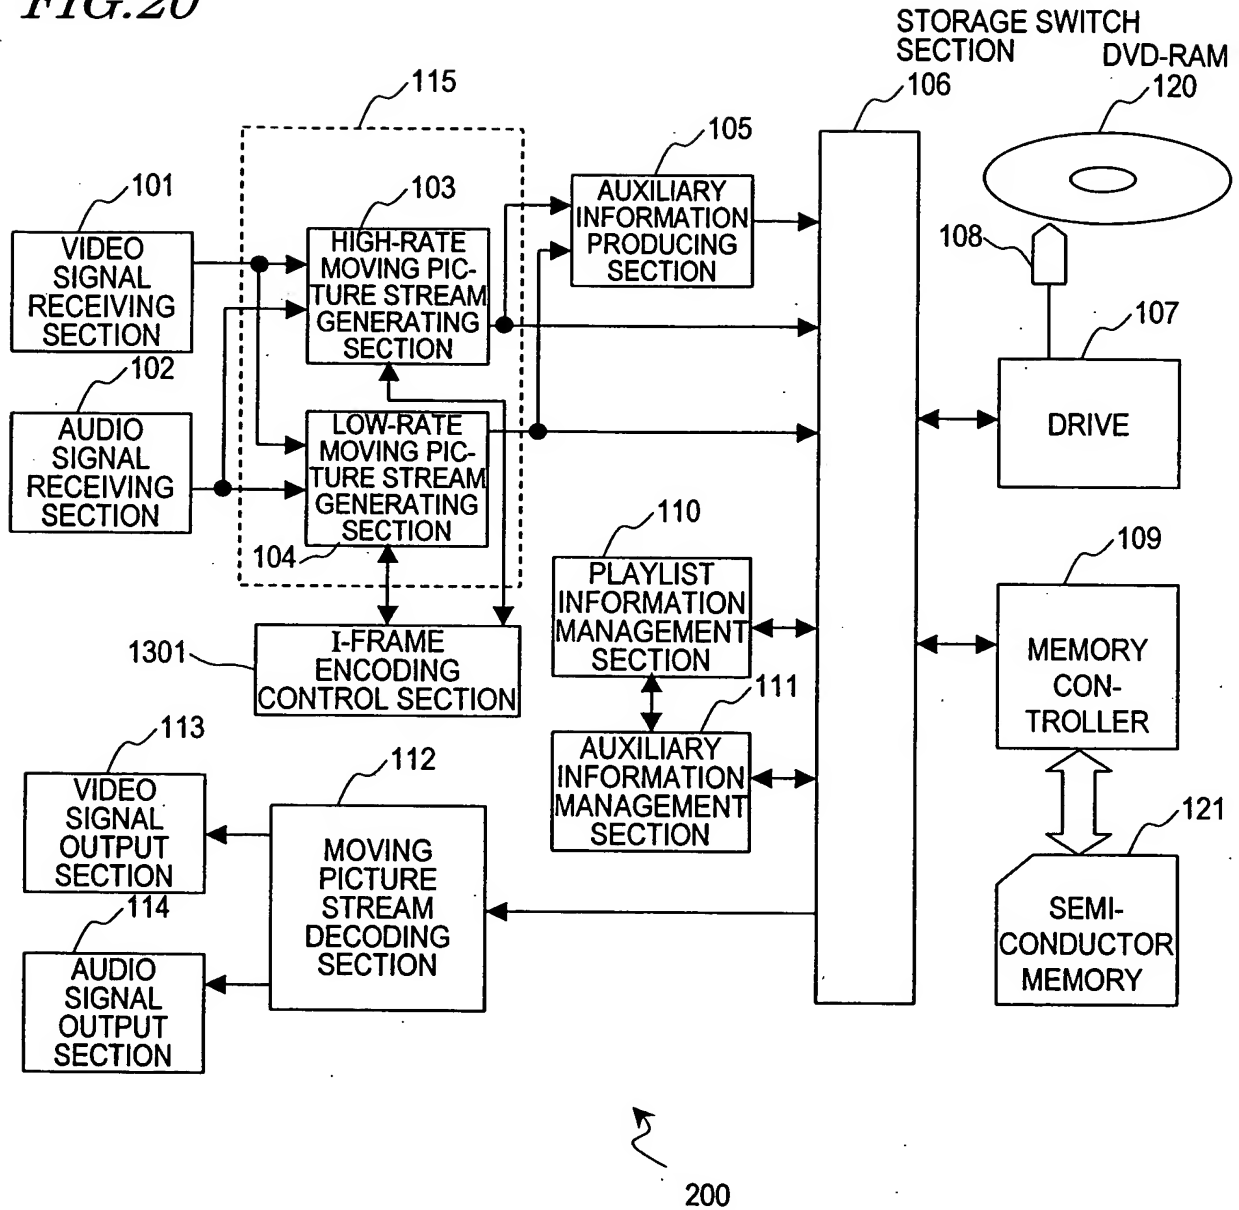 FIG.20
STORAGE SWITCH
SECTION
DVD-RAM
106
120
115
105
101
103
AUXILIARY
INFORMATION
PRODUCING
SECTION
VIDEO
SIGNAL
RECEIVING
SECTION
HIGH-RATE
MOVING PIC-
TURE STREAM
GENERATING
SECTION
108
107
102
AUDIO
SIGNAL
RECEIVING
SECTION
LOW-RATE
MOVING PIC-
TURE STREAM
GENERATING
SECTION
DRIVE
104
110
109
PLAYLIST
INFORMATION
MANAGEMENT
SECTION
1301
I-FRAME
ENCODING
CONTROL SECTION
MEMORY
CON-
TROLLER
111
113
112
AUXILIARY
INFORMATION
MANAGEMENT
SECTION
VIDEO
SIGNAL
OUTPUT
SECTION
MOVING
PICTURE
STREAM
DECODING
SECTION
121
114
SEMI-
CONDUCTOR
MEMORY
AUDIO
SIGNAL
OUTPUT
SECTION
200